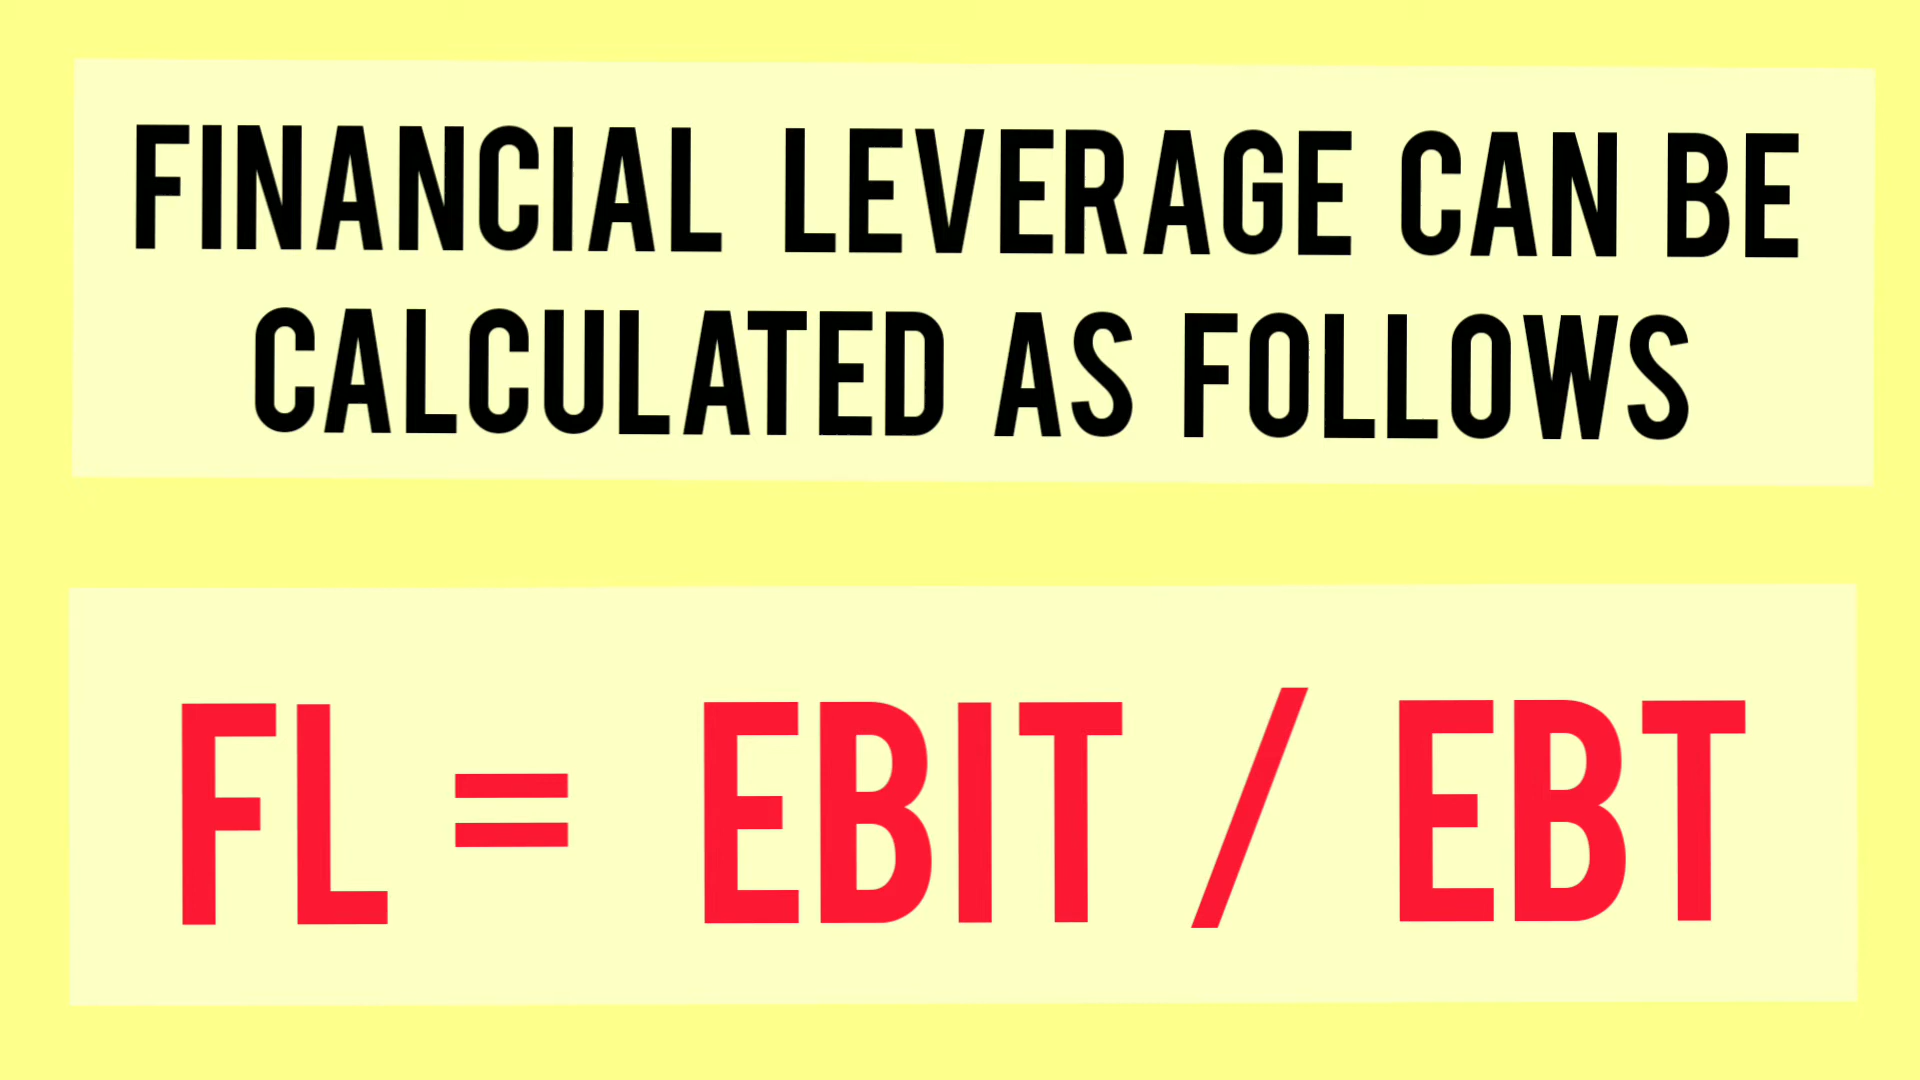 FINANCIAL LEVERAGE CAN BE
CALCULATED AS FOLLOWS
FL = EBIT / EBT